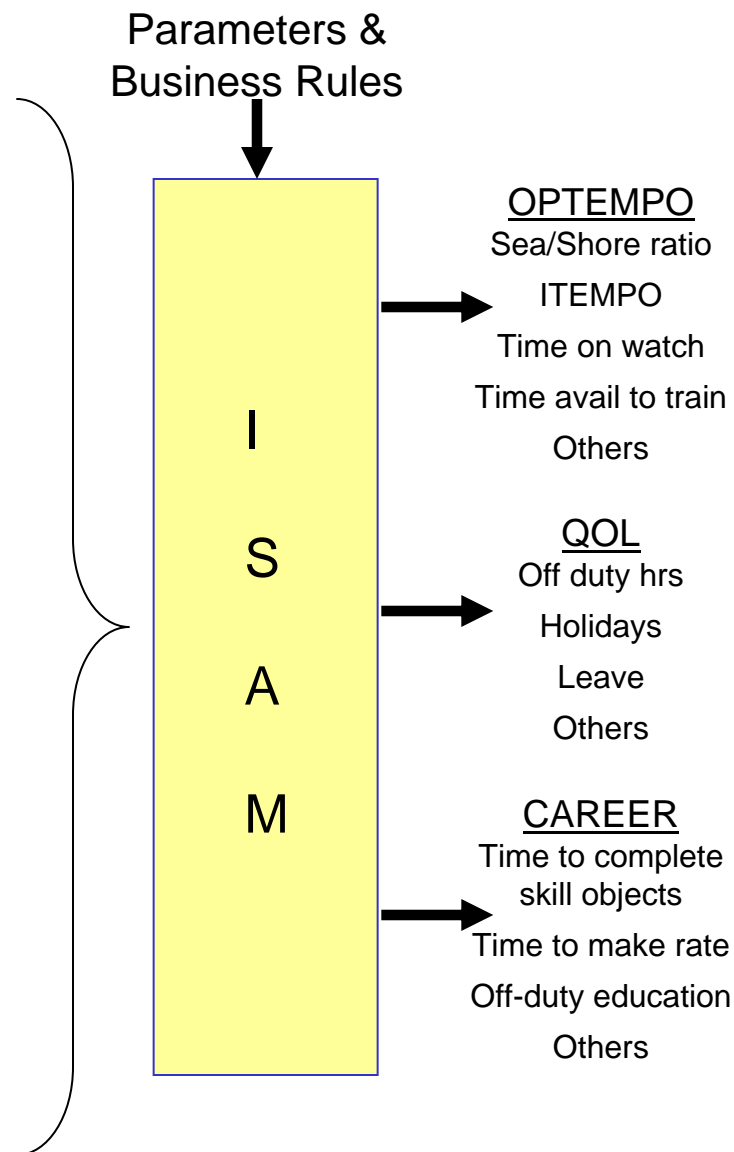 Parameters &
Business Rules
I
S
A
M
OPTEMPO
Sea/Shore ratio
ITEMPO
Time on watch
Time avail to train
Others
QOL
Off duty hrs
Holidays
Leave
Others
CAREER
Time to complete
skill objects
Time to make rate
Off-duty education
Others